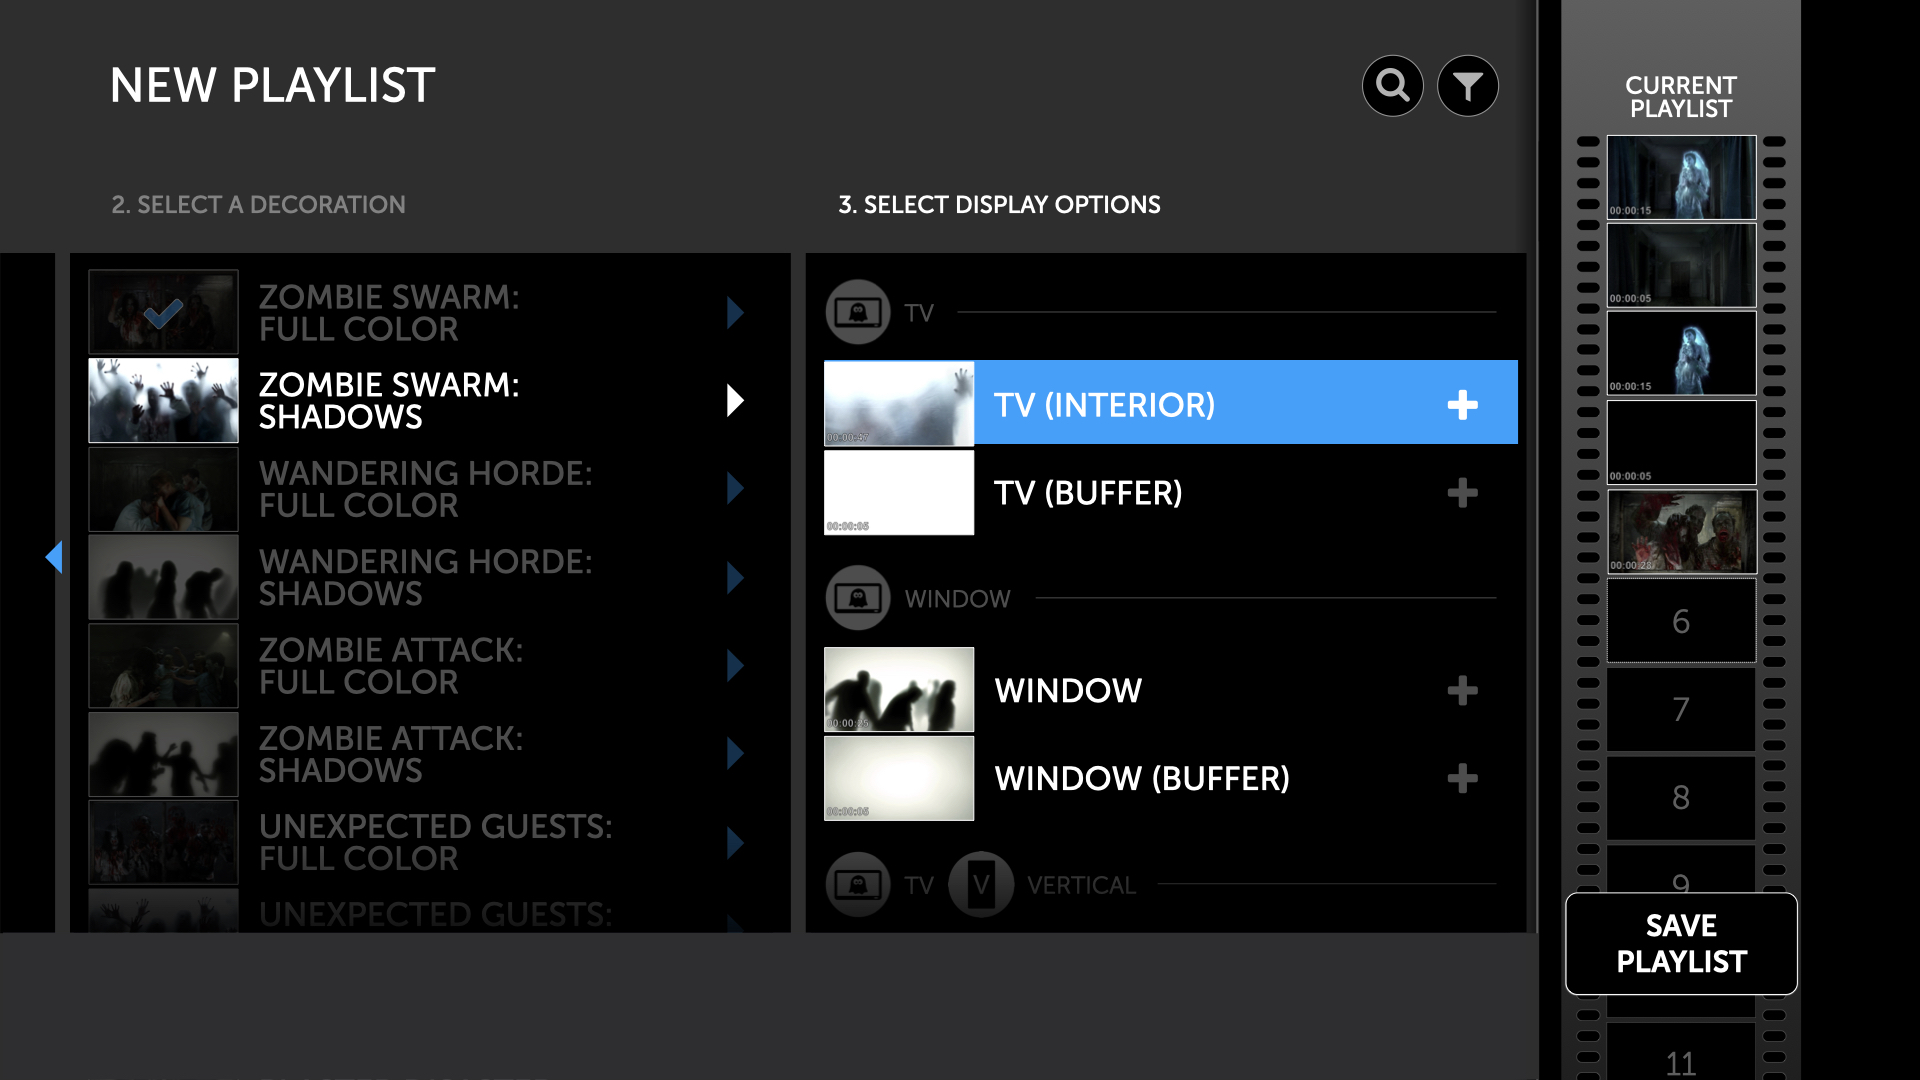 NEW PLAYLIST
2. SELECT A DECORATION
3. SELECT DISPLAY OPTIONS
ZOMBIE SWARM:
FULL COLOR
ZOMBIE SWARM:
SHADOWS
WANDERING HORDE:
FULL COLOR
WANDERING HORDE:
SHADOWS
ZOMBIE ATTACK:
FULL COLOR
ZOMBIE ATTACK:
SHADOWS
UNEXPECTED GUESTS:
FULL COLOR
UNEXPECTED GUESTS:
TV
TV (INTERIOR)
00:00:47
TV (BUFFER)
00:00:05
WINDOW
WINDOW
00:00:25
WINDOW (BUFFER)
00:00:05
TV
V
VERTICAL
CURRENT
PLAYLIST
00:00:15
00:00:05
00:00:15
00:00:05
00:00:28
6
7
8
9
SAVE
PLAYLIST
11